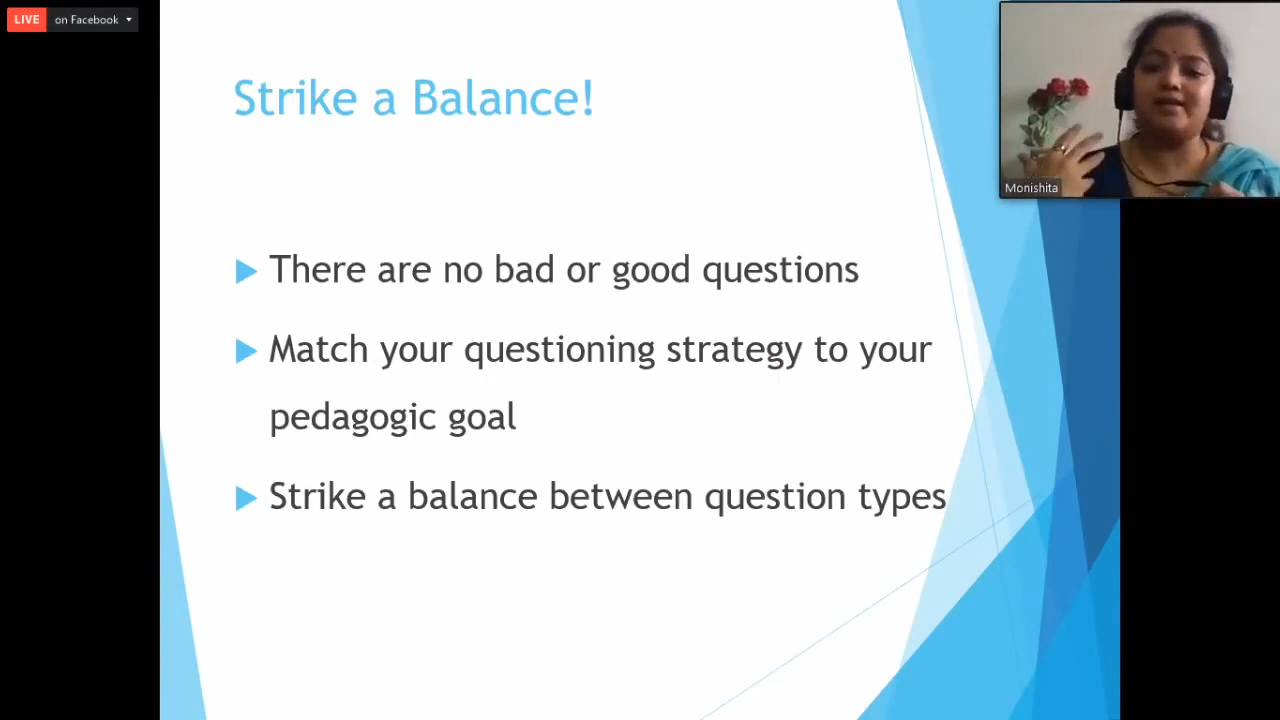 LIVE on Facebook
Strike a Balance!
There are no bad or good questions
Match your questioning strategy to your
pedagogic goal
Strike a balance between question types
Monishita